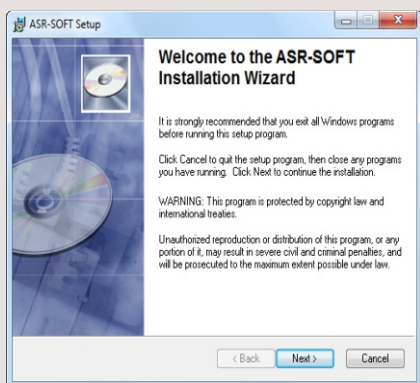 ASR-SOFT Setup
Welcome to the ASR-SOFT
Installation Wizard
It is strongly recommended that you exit all Windows programs
before running this setup program.
Click Cancel to quit the setup program, then close any programs
you have running. Click Next to continue the installation.
WARNING: This program is protected by copyright law and
international treaties.
Unauthorized reproduction or distribution of this program, or any
portion of it, may result in severe civil and criminal penalties, and
will be prosecuted to the maximum extent possible under law.
< Back Next > Cancel